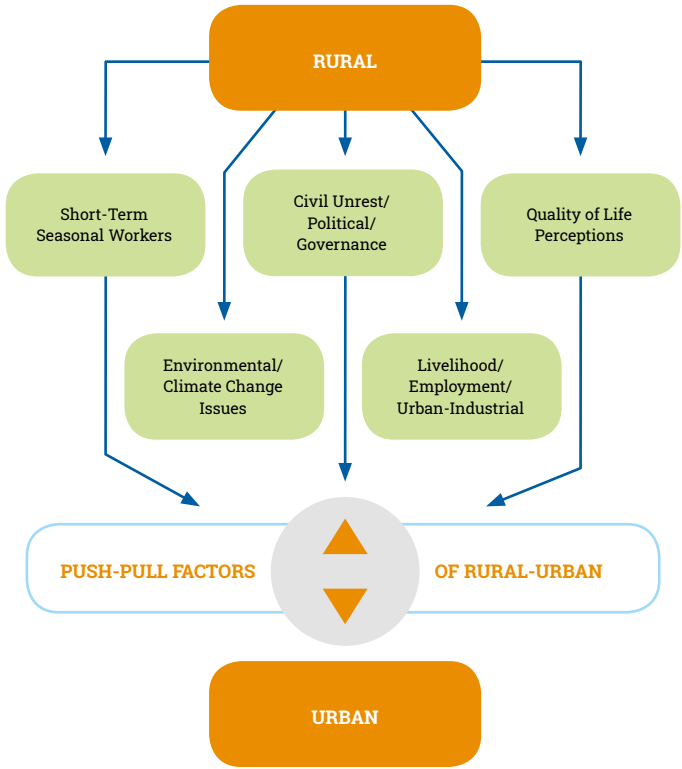 RURAL
Short-Term
Seasonal Workers
Civil Unrest/
Political/
Governance
Quality of Life
Perceptions
Environmental/
Climate Change
Issues
Livelihood/
Employment/
Urban-Industrial
PUSH-PULL FACTORS
OF RURAL-URBAN
URBAN